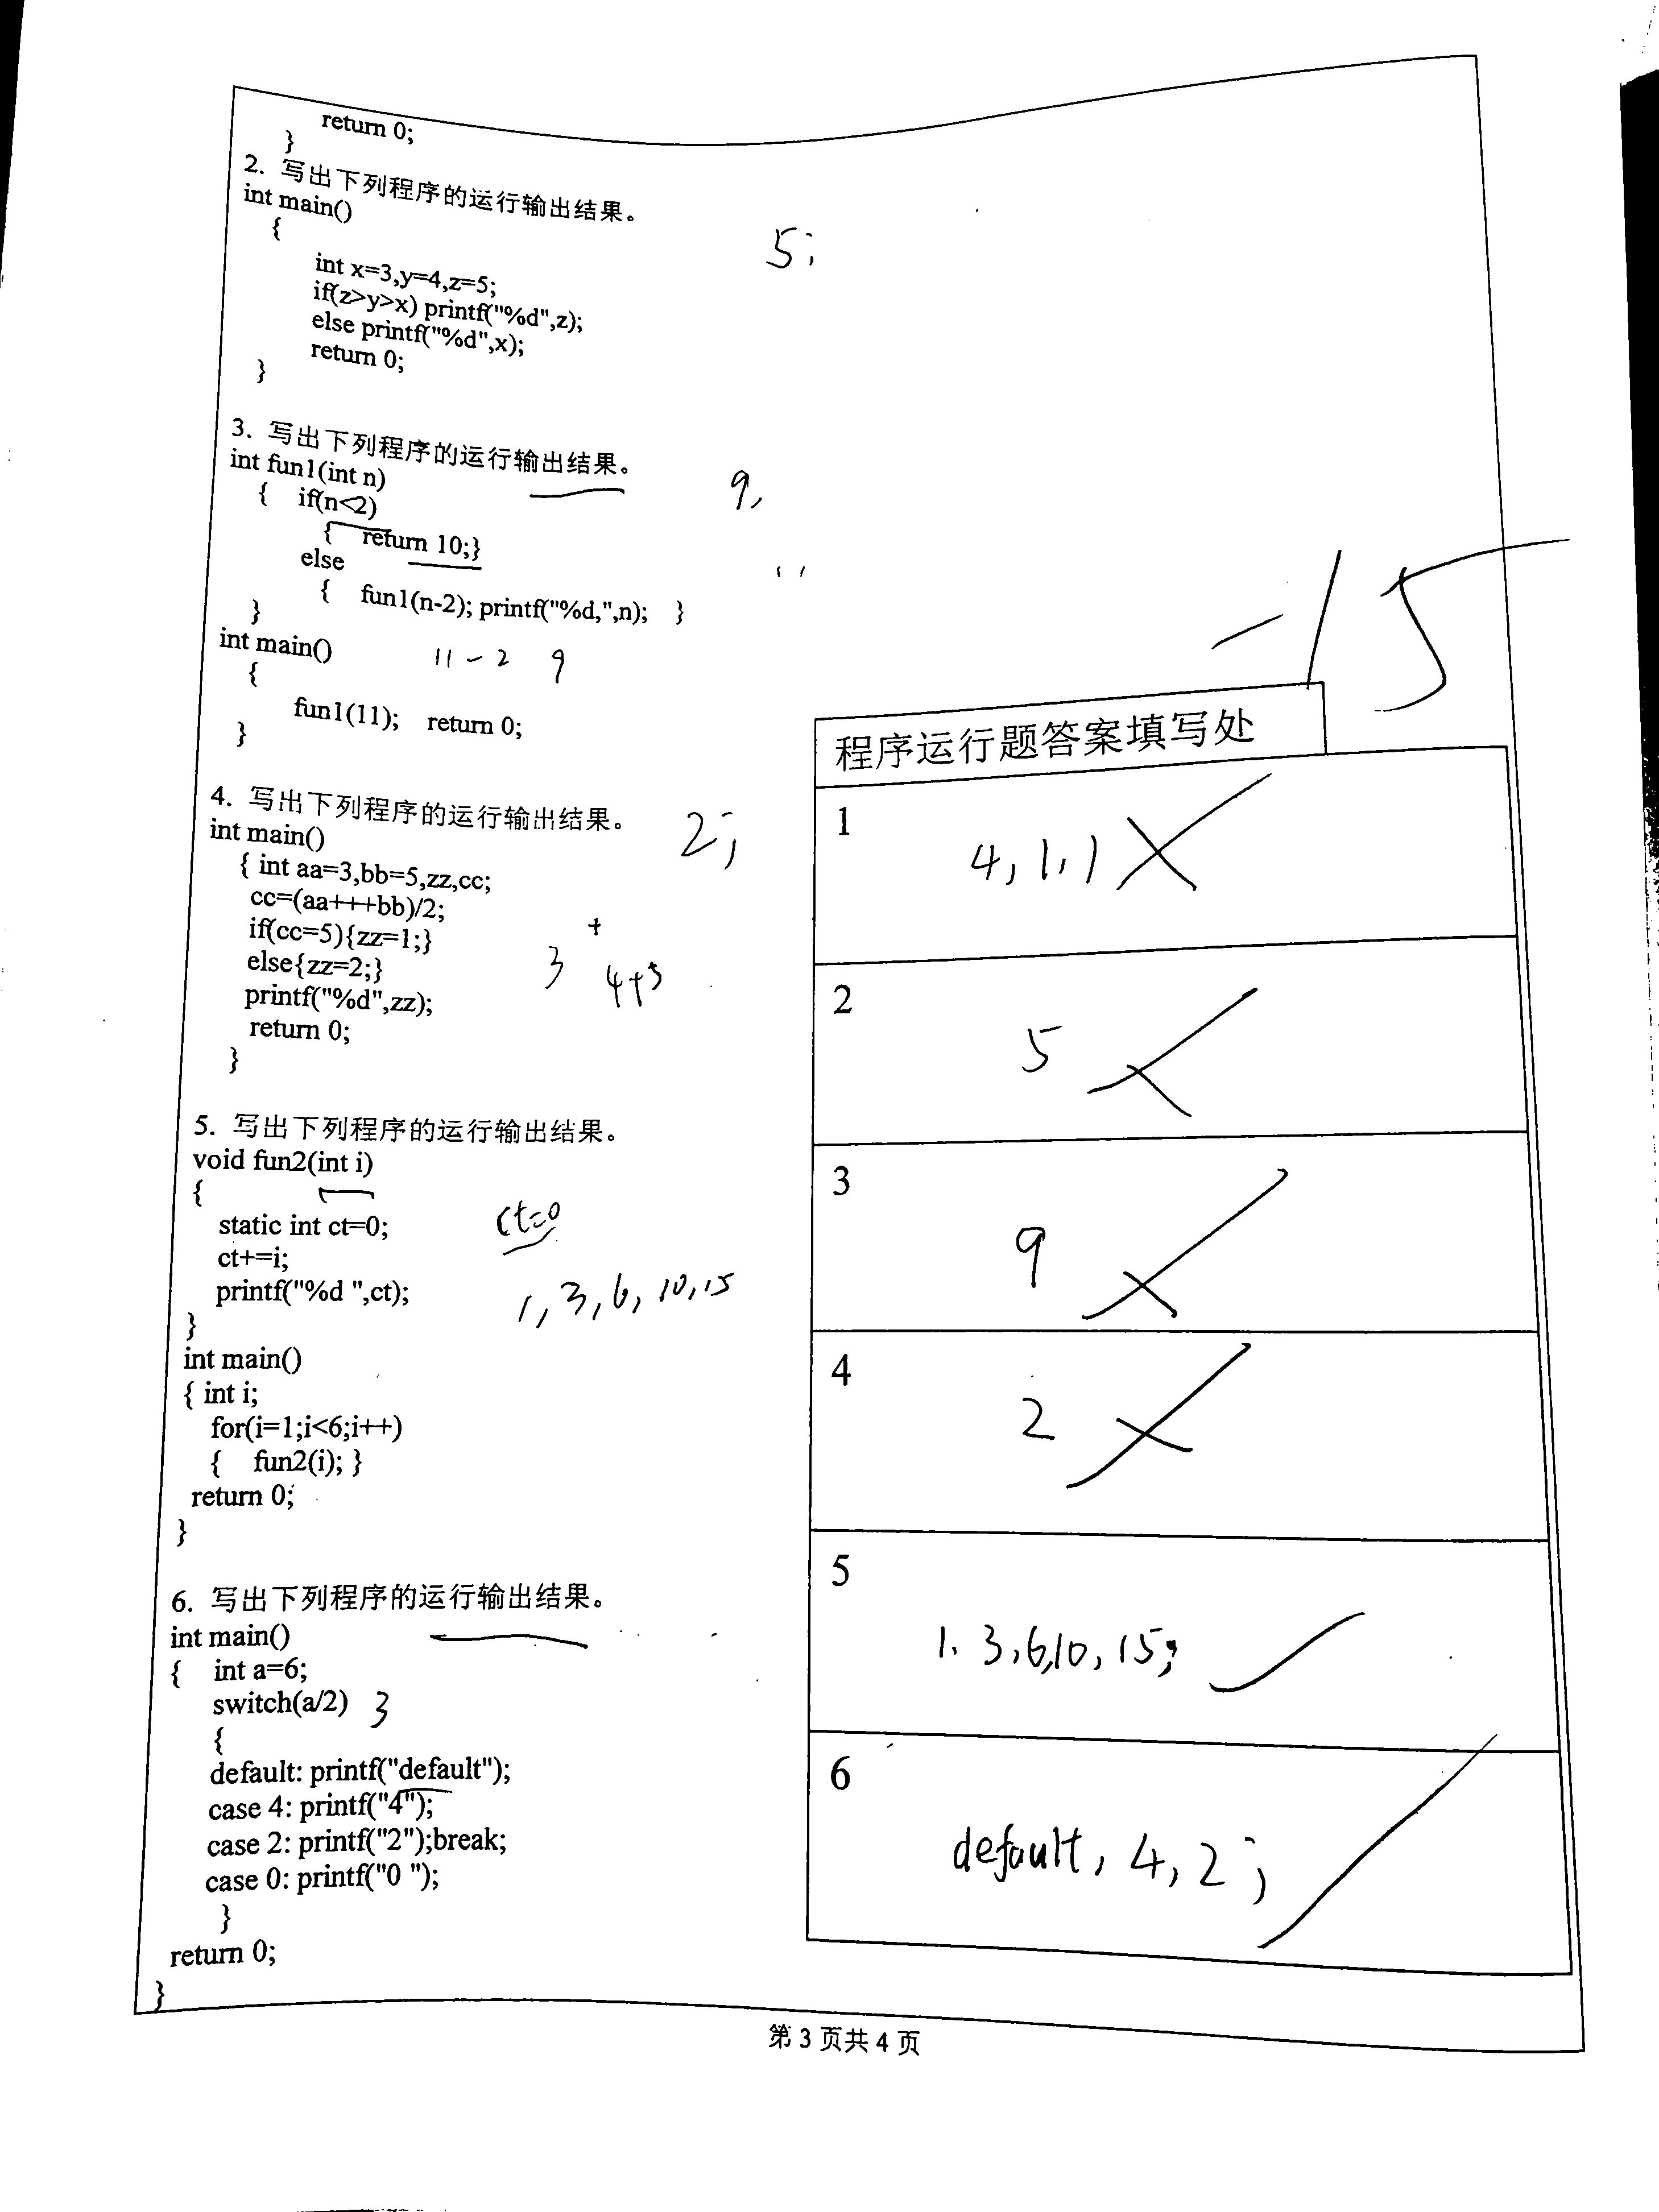 return 0;
}
2. 写出下列程序的运行输出结果。
int main()
{
5;
int x=3,y=4,z=5;
if(z>y>x) printf("%d",z);
else printf("%d",x);
return 0;
}
3. 写出下列程序的运行输出结果。
int fun1(int n)
9,
{ if(n<2)
{ return 10;}
else
{ fun1(n-2); printf("%d,",n); }
}
int main()
11-2 9
{
fun1(11); return 0;
}
-15
4. 写出下列程序的运行输出结果。
2;
int main()
{ int aa=3,bb=5,zz,cc;
cc=(aa+++bb)/2;
if(cc=5){zz=1;}
else{zz=2;}
3 + 4+5
printf("%d",zz);
return 0;
}
5. 写出下列程序的运行输出结果。
void fun2(int i)
{
static int ct=0;
ct=0
ct+=i;
printf("%d ",ct);
1, 3, 6, 10, 15
}
int main()
{ int i;
for(i=1;i<6;i++)
{ fun2(i); }
return 0;
}
6. 写出下列程序的运行输出结果。
int main()
{ int a=6;
switch(a/2) 3
{
default: printf("default");
case 4: printf("4");
case 2: printf("2");break;
case 0: printf("0 ");
}
return 0;
}
程序运行题答案填写处
1
4, 1, 1
2
5
3
9
4
2
5
1. 3, 6, 10, 15;
6
default, 4, 2;
第 3 页共 4 页